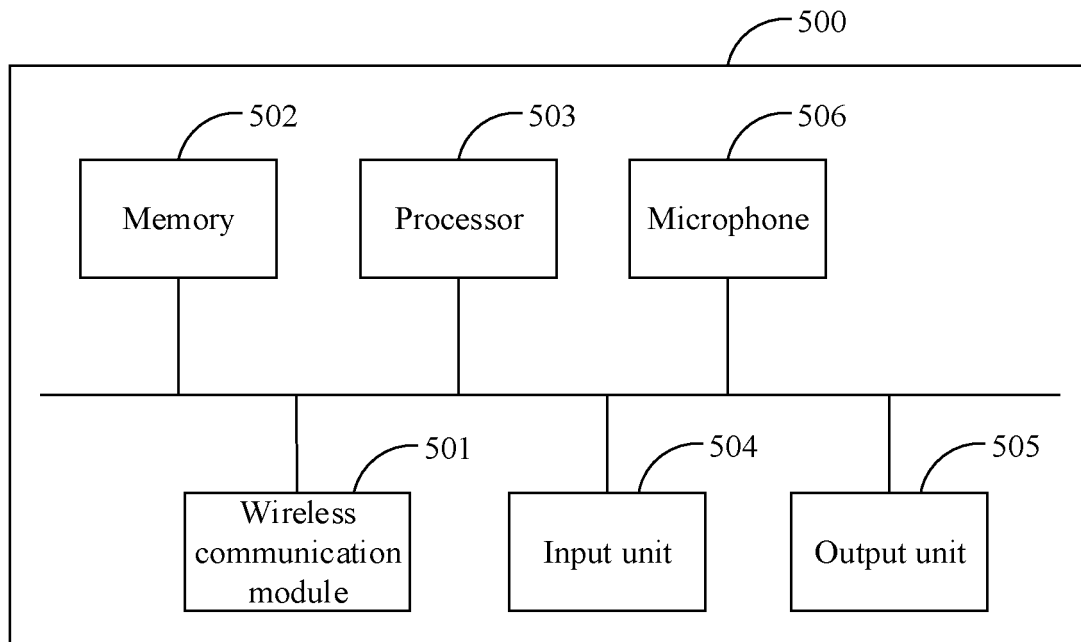 500
502
503
506
Memory
Processor
Microphone
501
504
505
Wireless
communication
module
Input unit
Output unit